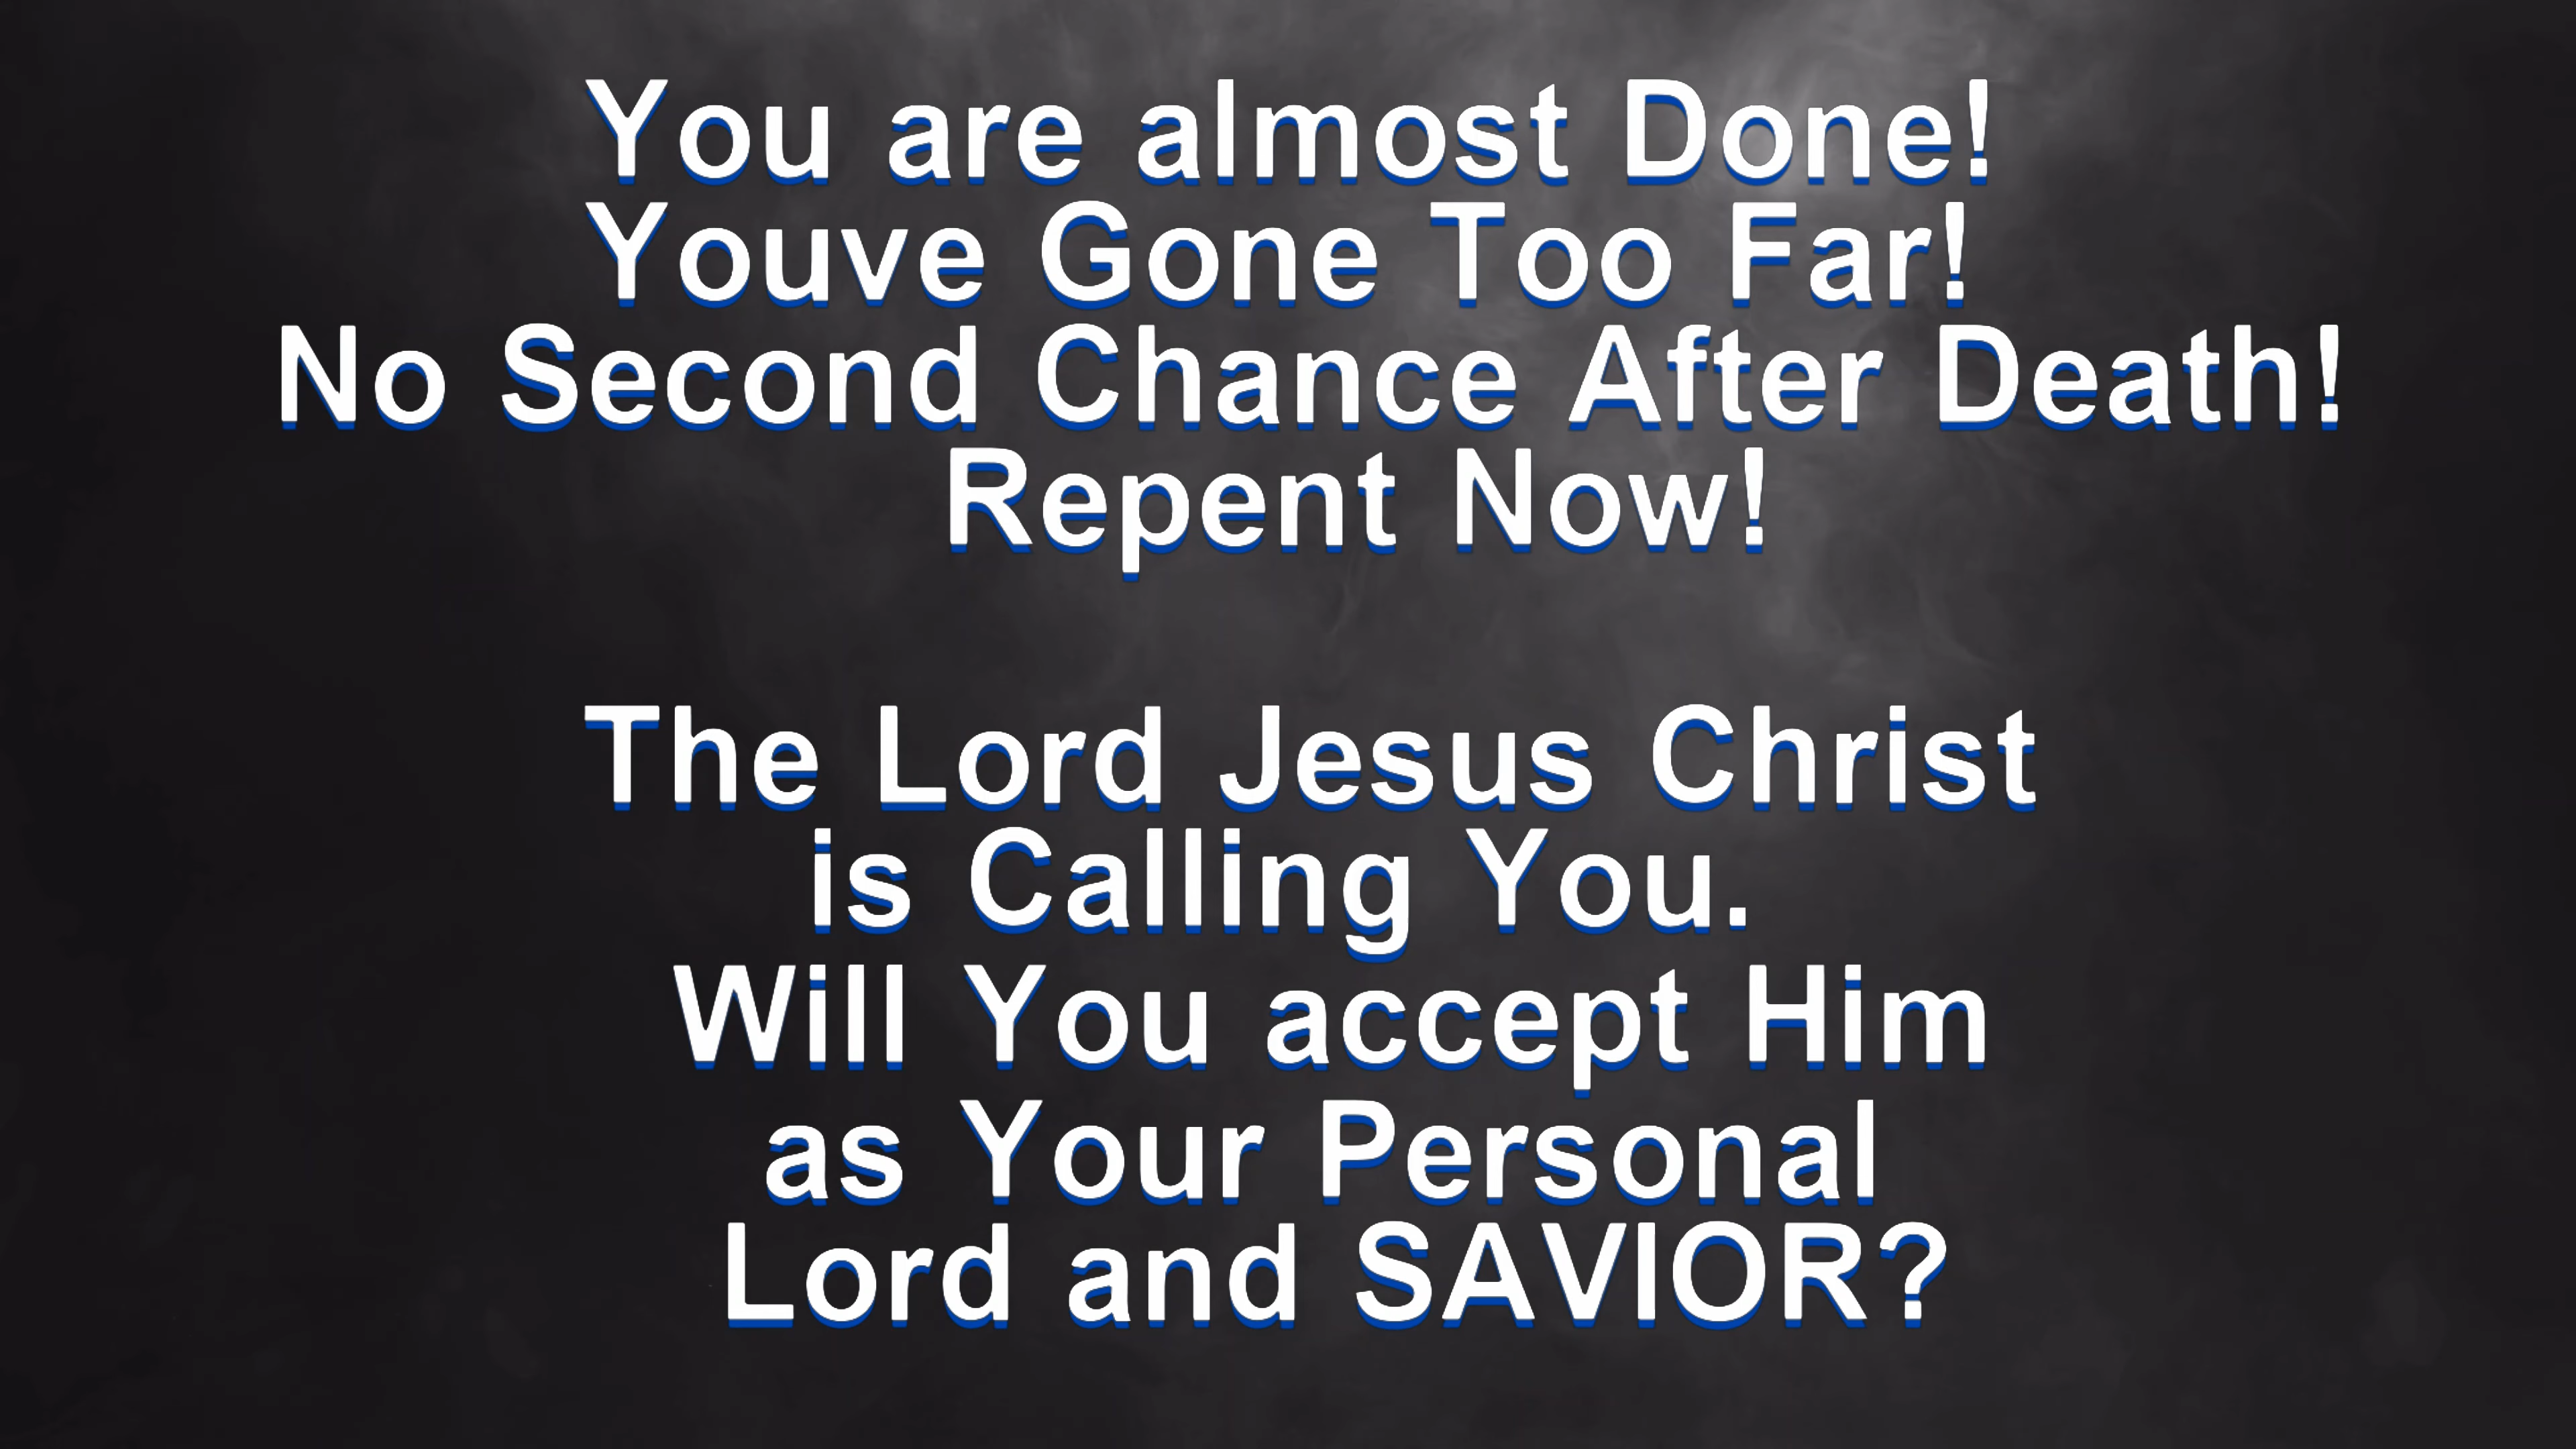 You are almost Done!
Youve Gone Too Far!
No Second Chance After Death!
Repent Now!
The Lord Jesus Christ
is Calling You.
Will You accept Him
as Your Personal
Lord and SAVIOR?